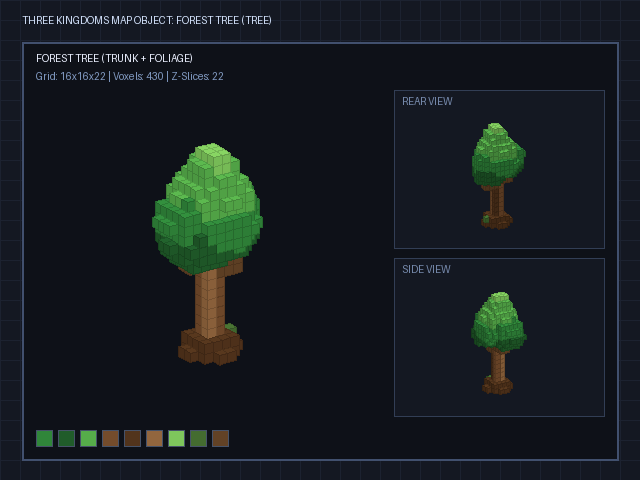 THREE KINGDOMS MAP OBJECT: FOREST TREE (TREE)
FOREST TREE (TRUNK + FOLIAGE)
Grid: 16x16x22 | Voxels: 430 | Z-Slices: 22
REAR VIEW
SIDE VIEW